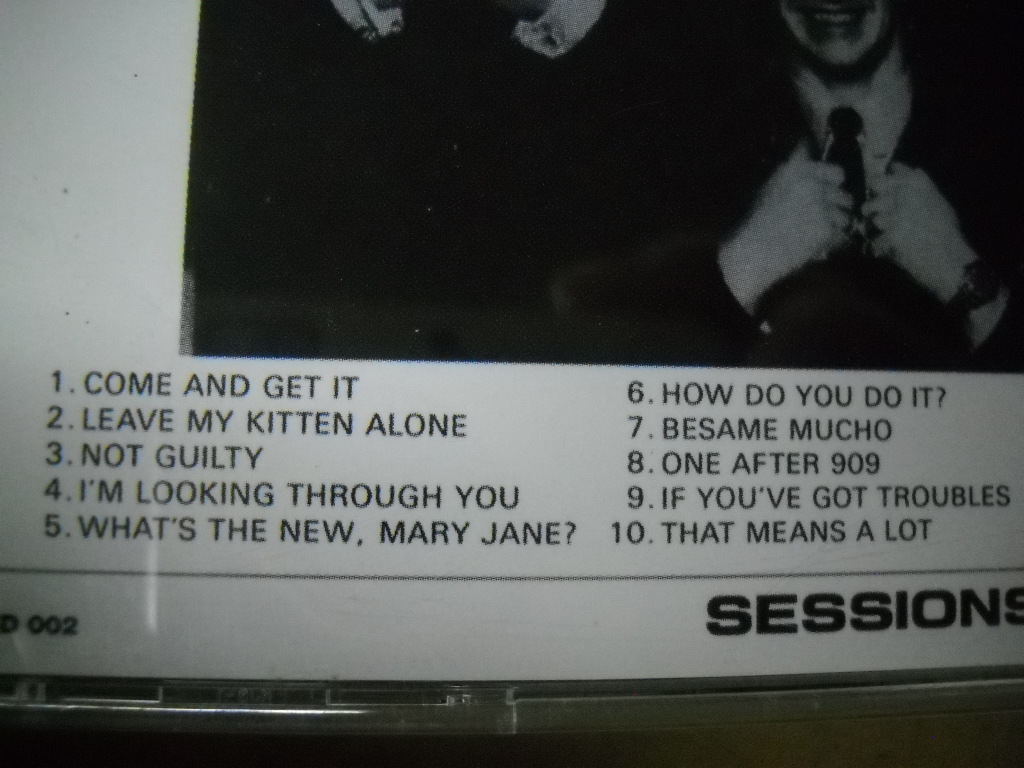 1. COME AND GET IT
2. LEAVE MY KITTEN ALONE
3. NOT GUILTY
4. I'M LOOKING THROUGH YOU
5. WHAT'S THE NEW, MARY JANE?
6. HOW DO YOU DO IT?
7. BESAME MUCHO
8. ONE AFTER 909
9. IF YOU'VE GOT TROUBLES
10. THAT MEANS A LOT
D 002
SESSIONS